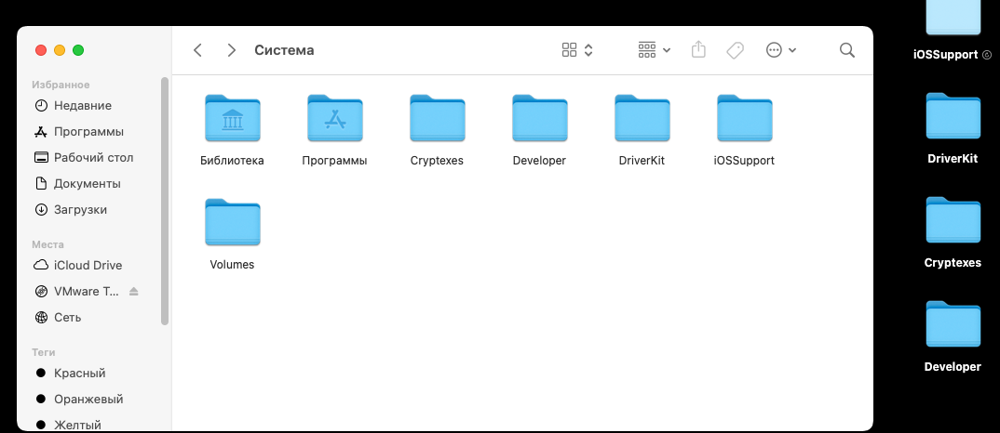 Система
Избранное
Недавние
Программы
Рабочий стол
Документы
Загрузки
Места
iCloud Drive
VMware T...
Сеть
Теги
Красный
Оранжевый
Желтый
Библиотека
Программы
Cryptexes
Developer
DriverKit
iOSSupport
Volumes
iOSSupport
DriverKit
Cryptexes
Developer